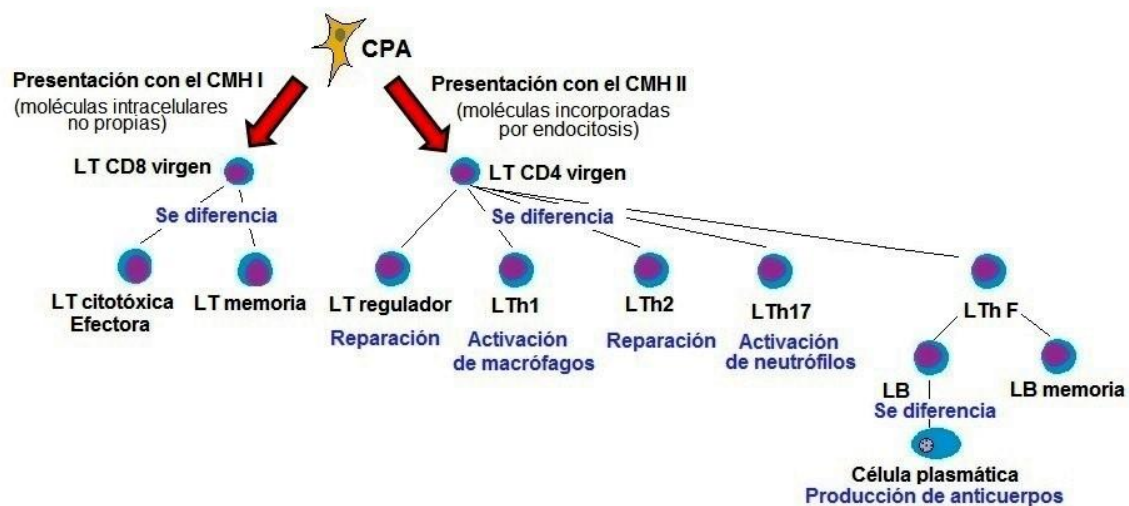 CPA
Presentación con el CMH I
(moléculas intracelulares
no propias)
Presentación con el CMH II
(moléculas incorporadas
por endocitosis)
LT CD8 virgen
LT CD4 virgen
Se diferencia
Se diferencia
LT citotóxica
Efectora
LT memoria
LT regulador
Reparación
LTh1
Activación
de macrófagos
LTh2
Reparación
LTh17
Activación
de neutrófilos
LTh F
LB
Se diferencia
LB memoria
Célula plasmática
Producción de anticuerpos